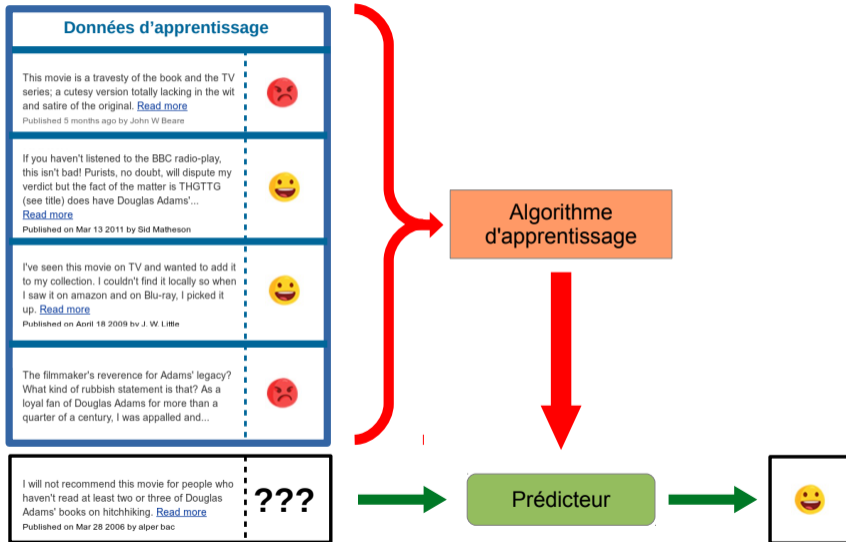 Données d'apprentissage
This movie is a travesty of the book and the TV
series; a cutesy version totally lacking in the wit
and satire of the original. Read more
Published 5 months ago by John W Beare
If you haven't listened to the BBC radio-play,
this isn't bad! Purists, no doubt, will dispute my
verdict but the fact of the matter is THGTTG
(see title) does have Douglas Adams'...
Read more
Published on Mar 13 2011 by Sid Matheson
I've seen this movie on TV and wanted to add it
to my collection. I couldn't find it locally so when
I saw it on amazon and on Blu-ray, I picked it
up. Read more
Published on April 18 2009 by J. W. Little
The filmmaker's reverence for Adams' legacy?
What kind of rubbish statement is that? As a
loyal fan of Douglas Adams for more than a
quarter of a century, I was appalled and...
Algorithme
d'apprentissage
I will not recommend this movie for people who
haven't read at least two or three of Douglas
Adams' books on hitchhiking. Read more
Published on Mar 28 2006 by alper bac
???
Prédicteur